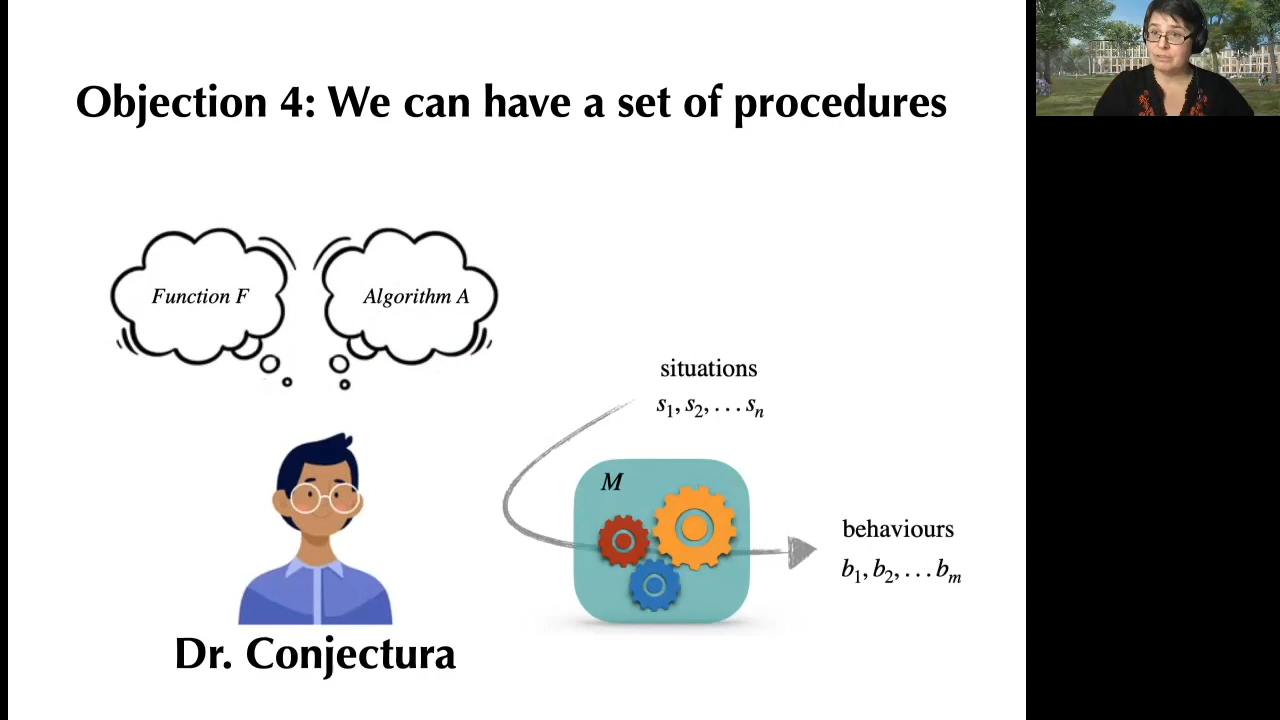 Objection 4: We can have a set of procedures
Function F
Algorithm A
situations
s₁, s₂, . . . sₙ
M
behaviours
b₁, b₂, . . . bₘ
Dr. Conjectura